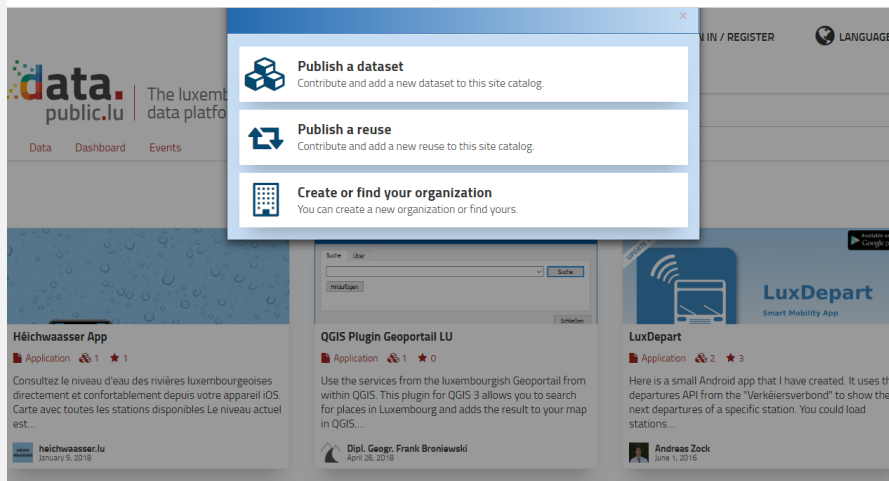 ×
N IN / REGISTER
LANGUAGE
Publish a dataset
Contribute and add a new dataset to this site catalog.
Publish a reuse
Contribute and add a new reuse to this site catalog.
Create or find your organization
You can create a new organization or find yours.
data.
public.lu
The luxemb
data platfo
Data Dashboard Events
Suche Über
Suche
Hinzufügen
Schließen
UPDATE
Available on
Google p
LuxDepart
Smart Mobility App
Héichwaasser App
Application 1 1
Consultez le niveau d'eau des rivières luxembourgeoises
directement et confortablement depuis votre appareil iOS.
Carte avec toutes les stations disponibles Le niveau actuel
est...
heichwaasser.lu
January 9, 2018
QGIS Plugin Geoportail LU
Application 1 0
Use the services from the luxembourgish Geoportail from
within QGIS. This plugin for QGIS 3 allows you to search
for places in Luxembourg and adds the result to your map
in QGIS....
Dipl. Geogr. Frank Broniewski
April 26, 2018
LuxDepart
Application 2 3
Here is a small Android app that I have created. It uses th
departures API from the "Verkéiersverbond" to show the
next departures of a specific station. You could load
stations...
Andreas Zock
June 1, 2016